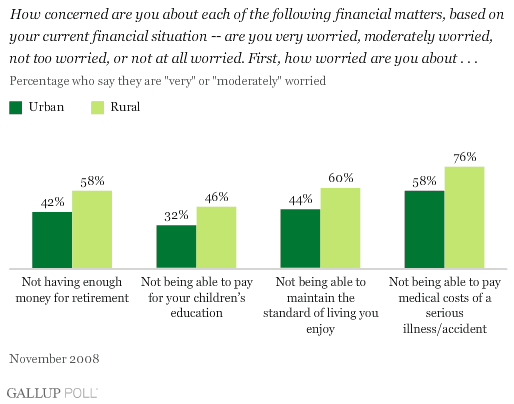 How concerned are you about each of the following financial matters, based on
your current financial situation -- are you very worried, moderately worried,
not too worried, or not at all worried. First, how worried are you about . . .
Percentage who say they are "very" or "moderately" worried
Urban Rural
42% 58% 32% 46% 44% 60% 58% 76%
Not having enough
money for retirement
Not being able to pay
for your children's
education
Not being able to
maintain the
standard of living you
enjoy
Not being able to pay
medical costs of a
serious
illness/accident
November 2008
GALLUP POLL